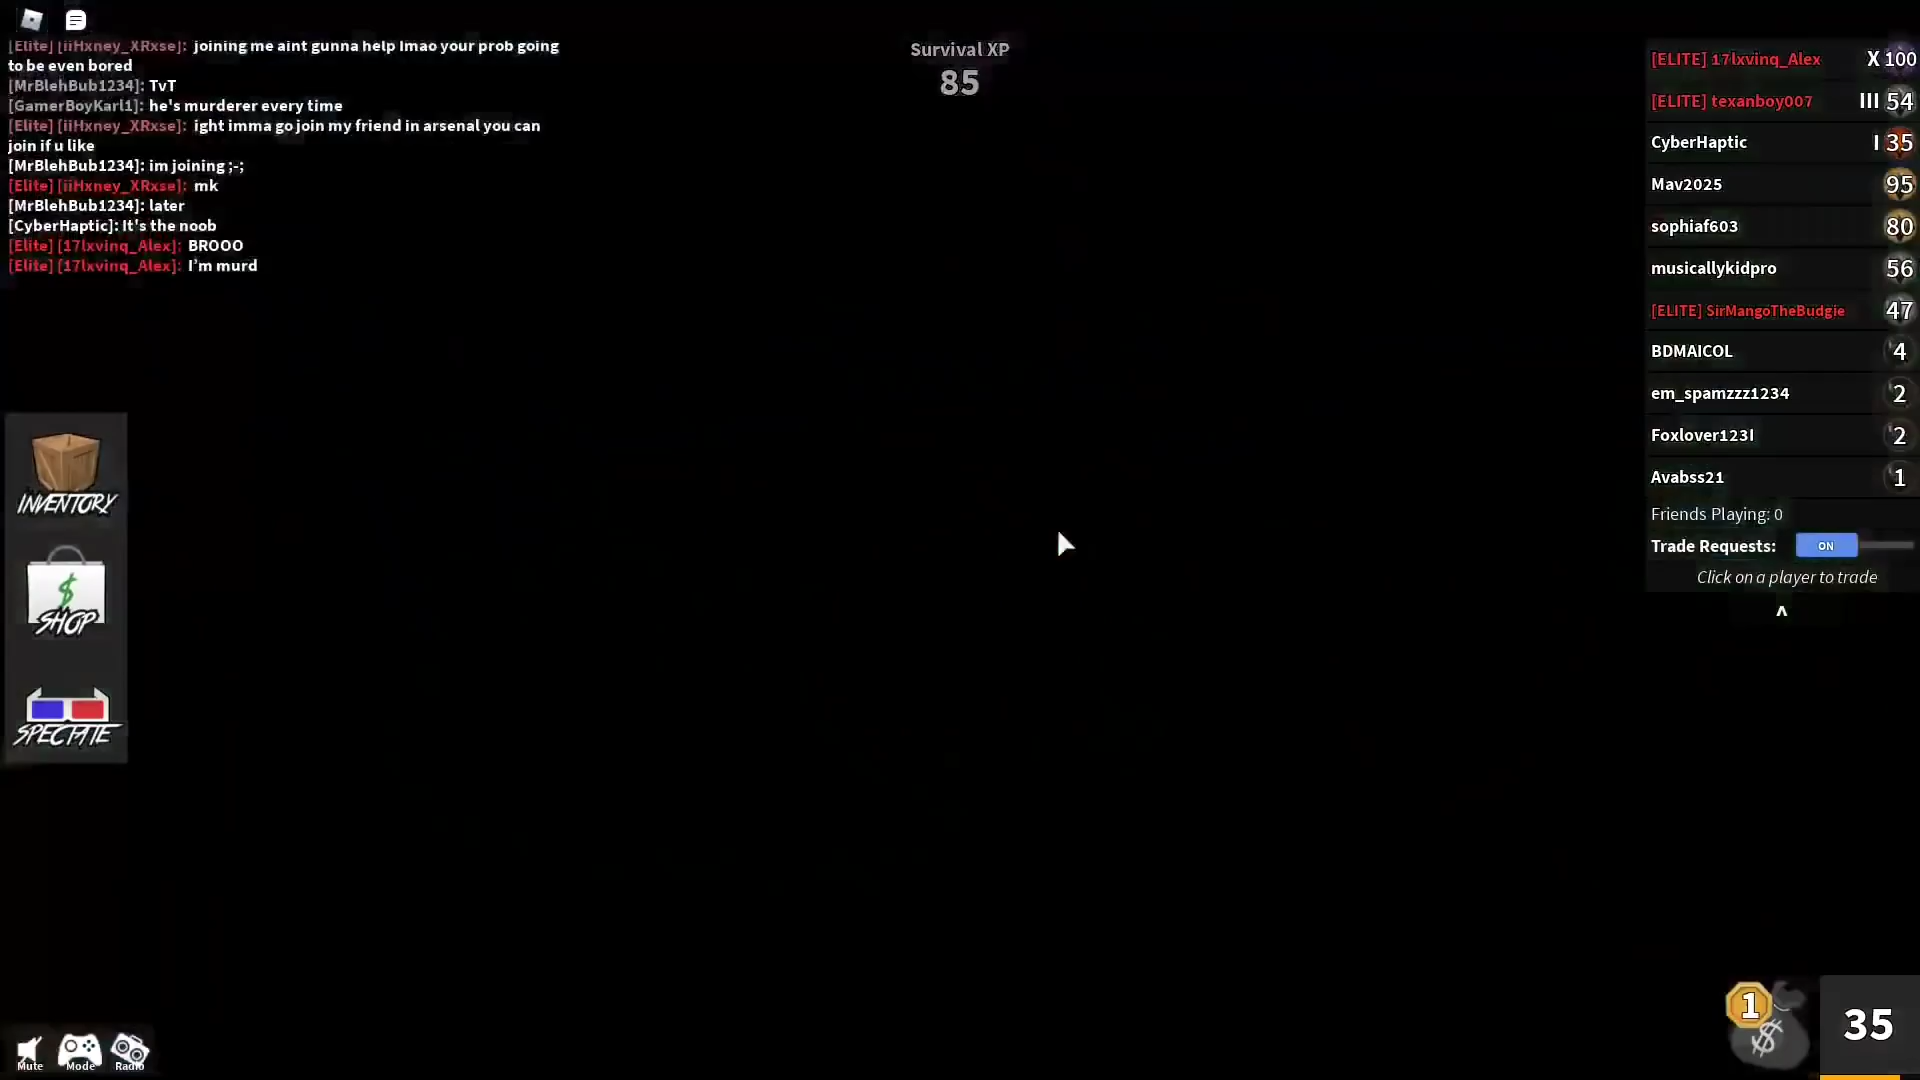 [Elite] [iiHxney_XRxse]: joining me aint gunna help lmao your prob going
to be even bored
[MrBlehBub1234]: TvT
[GamerBoyKarl1]: he's murderer every time
[Elite] [iiHxney_XRxse]: ight imma go join my friend in arsenal you can
join if u like
[MrBlehBub1234]: im joining ;-;
[Elite] [iiHxney_XRxse]: mk
[MrBlehBub1234]: later
[CyberHaptic]: It's the noob
[Elite] [17lxvinq_Alex]: BROOO
[Elite] [17lxvinq_Alex]: I'm murd
Survival XP
85
[ELITE] 17lxvinq_Alex X 100
[ELITE] texanboy007 III 54
CyberHaptic I 35
Mav2025 95
sophiaf603 80
musicallykidpro 56
[ELITE] SirMangoTheBudgie 47
BDMAICOL 4
em_spamzzz1234 2
Foxlover123I 2
Avabss21 1
Friends Playing: 0
Trade Requests: ON
Click on a player to trade
^
INVENTORY
$
SHOP
SPECTATE
Mute Mode Radio
1
$
35